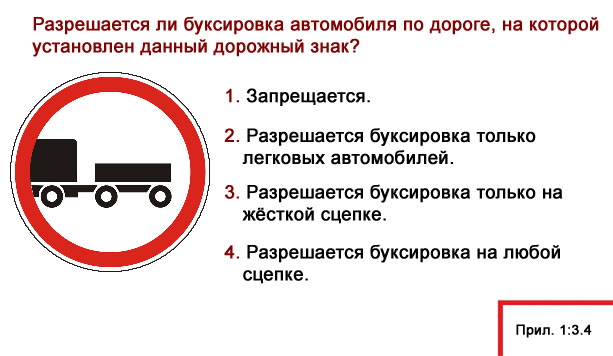 Разрешается ли буксировка автомобиля по дороге, на которой
установлен данный дорожный знак?
1. Запрещается.
2. Разрешается буксировка только
легковых автомобилей.
3. Разрешается буксировка только на
жёсткой сцепке.
4. Разрешается буксировка на любой
сцепке.
Прил. 1:3.4